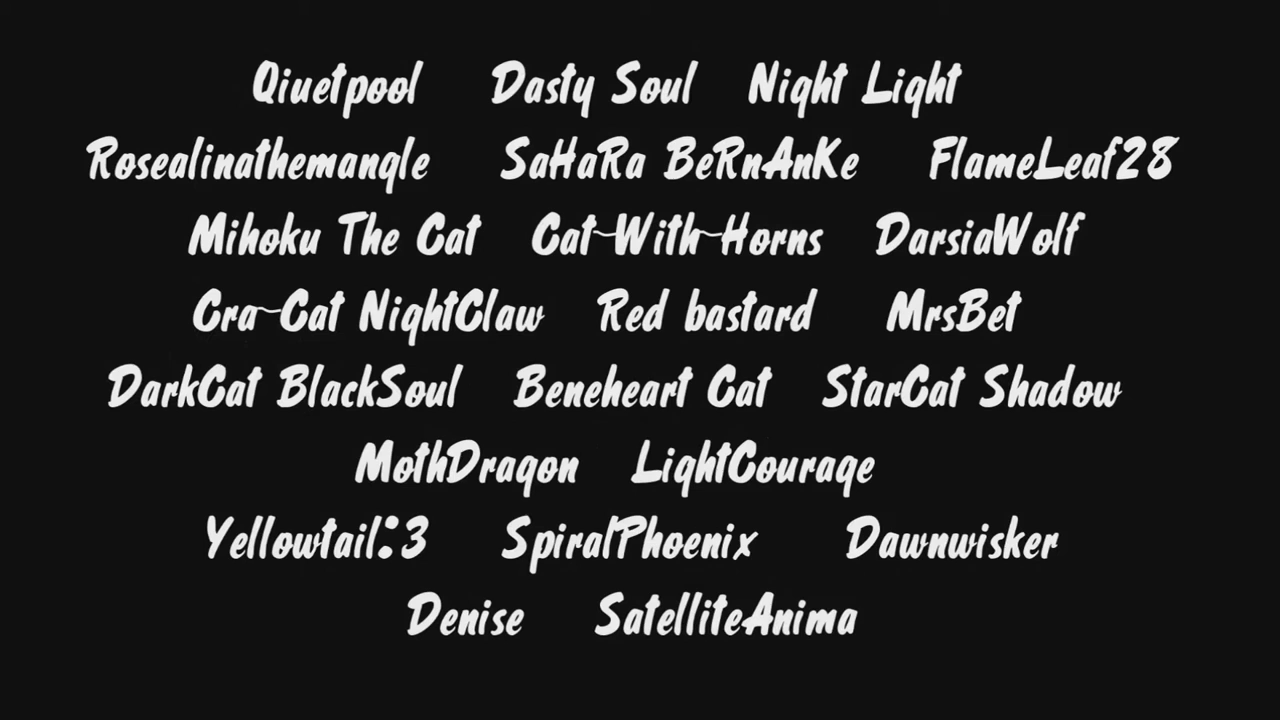 Qiuetpool Dasty Soul Night Light
Rosealinathemangle SaHaRa BeRnAnKe FlameLeaf28
Mihoku The Cat Cat~With~Horns DarsiaWolf
Cra~Cat NightClaw Red bastard MrsBet
DarkCat BlackSoul Beneheart Cat StarCat Shadow
MothDragon LightCourage
Yellowtail:3 SpiralPhoenix Dawnwisker
Denise SatelliteAnima